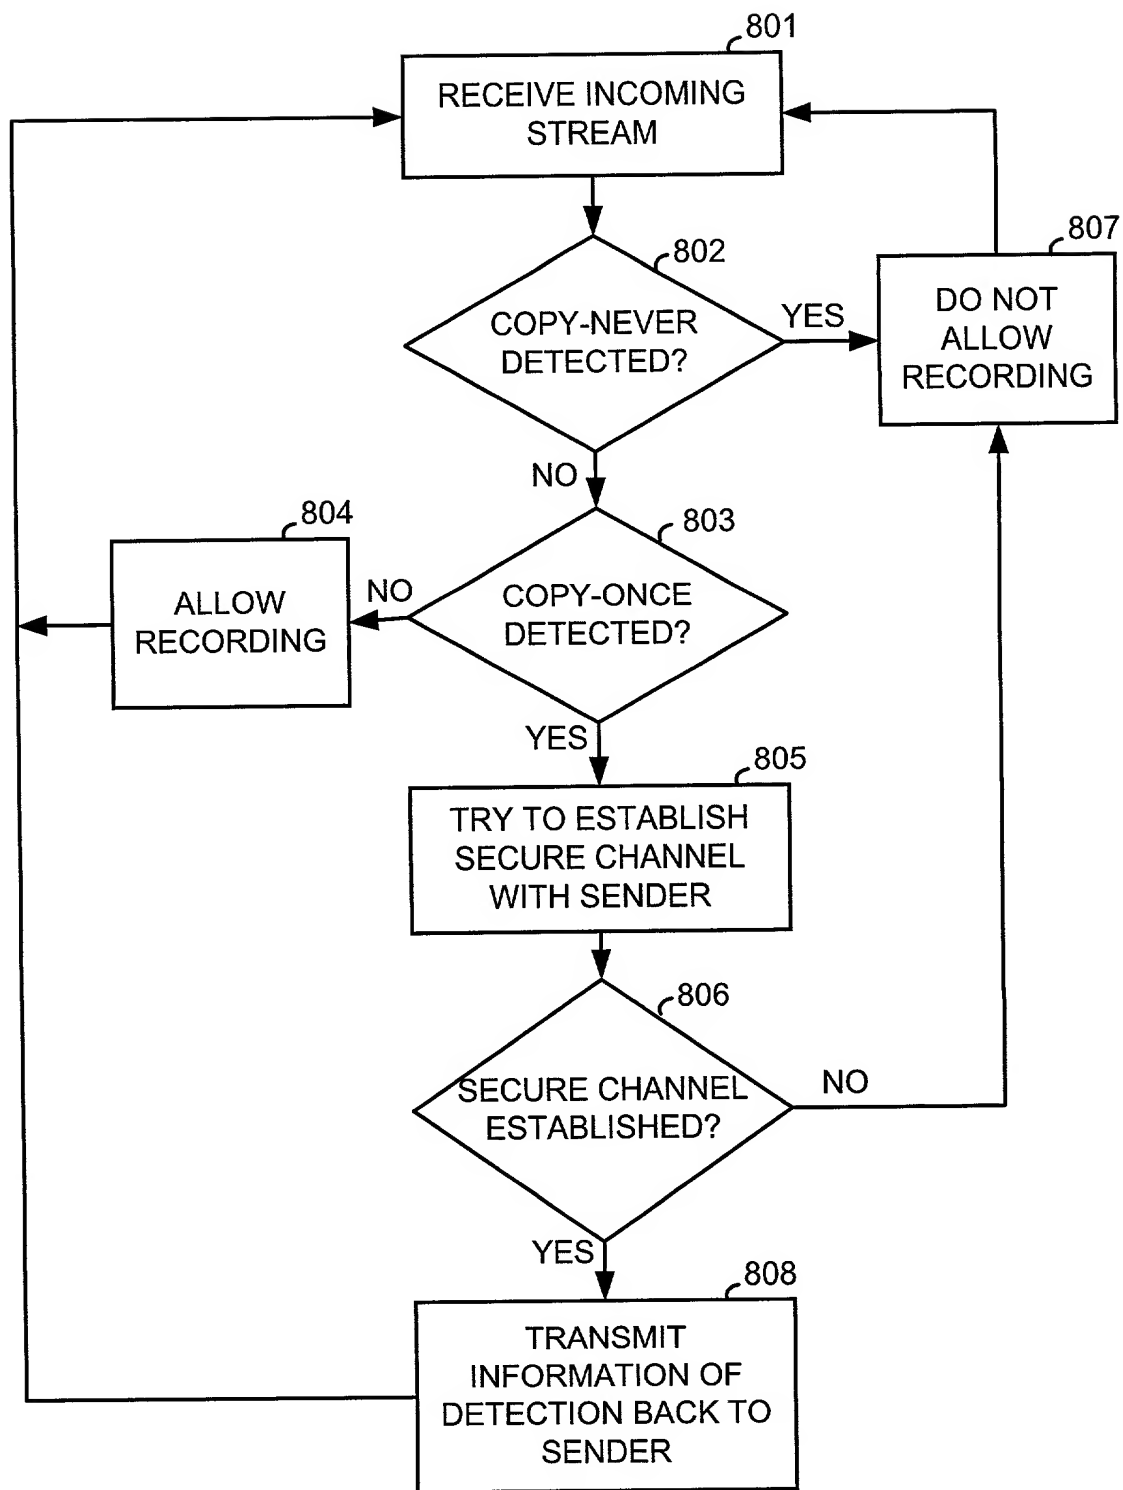 801
RECEIVE INCOMING
STREAM
802
COPY-NEVER
DETECTED?
YES
807
DO NOT
ALLOW
RECORDING
NO
803
COPY-ONCE
DETECTED?
NO
804
ALLOW
RECORDING
YES
805
TRY TO ESTABLISH
SECURE CHANNEL
WITH SENDER
806
SECURE CHANNEL
ESTABLISHED?
NO
YES
808
TRANSMIT
INFORMATION OF
DETECTION BACK TO
SENDER